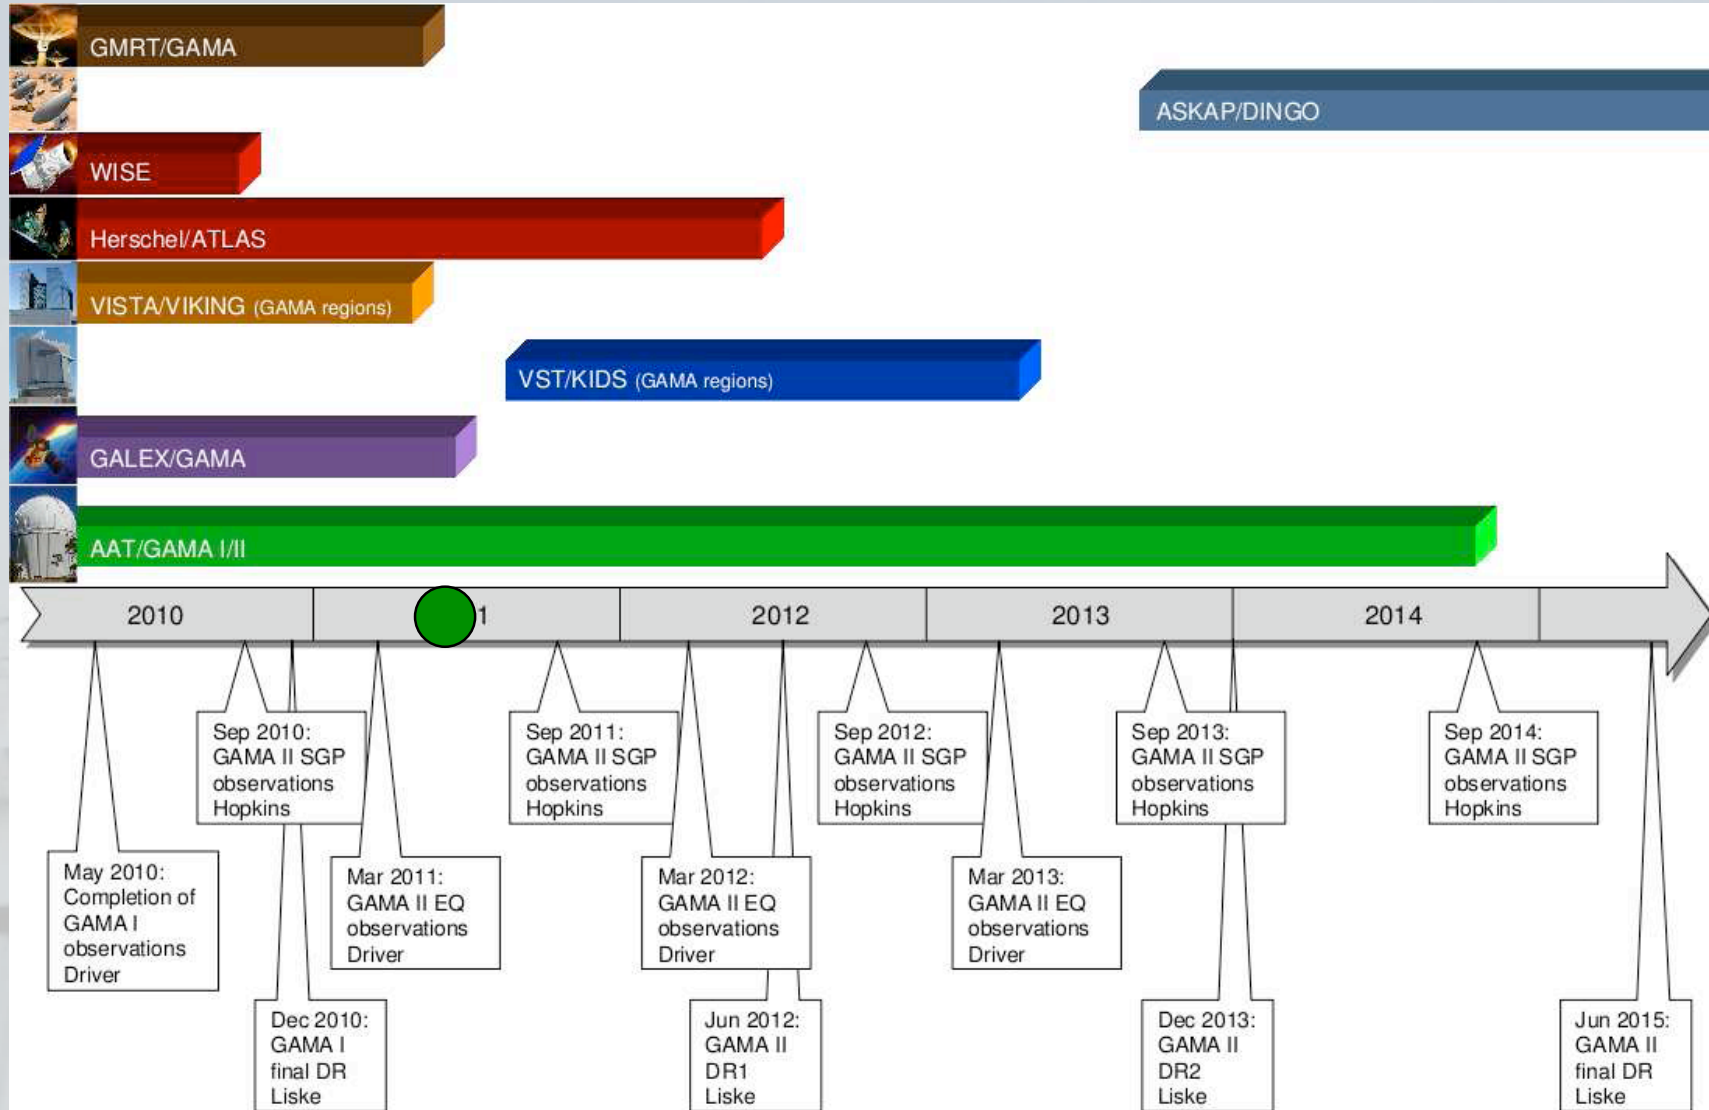 GMRT/GAMA
ASKAP/DINGO
WISE
Herschel/ATLAS
VISTA/VIKING (GAMA regions)
VST/KIDS (GAMA regions)
GALEX/GAMA
AAT/GAMA I/II
2010
1
2012
2013
2014
Sep 2010:
GAMA II SGP
observations
Hopkins
Sep 2011:
GAMA II SGP
observations
Hopkins
Sep 2012:
GAMA II SGP
observations
Hopkins
Sep 2013:
GAMA II SGP
observations
Hopkins
Sep 2014:
GAMA II SGP
observations
Hopkins
May 2010:
Completion of
GAMA I
observations
Driver
Mar 2011:
GAMA II EQ
observations
Driver
Mar 2012:
GAMA II EQ
observations
Driver
Mar 2013:
GAMA II EQ
observations
Driver
Dec 2010:
GAMA I
final DR
Liske
Jun 2012:
GAMA II
DR1
Liske
Dec 2013:
GAMA II
DR2
Liske
Jun 2015:
GAMA II
final DR
Liske